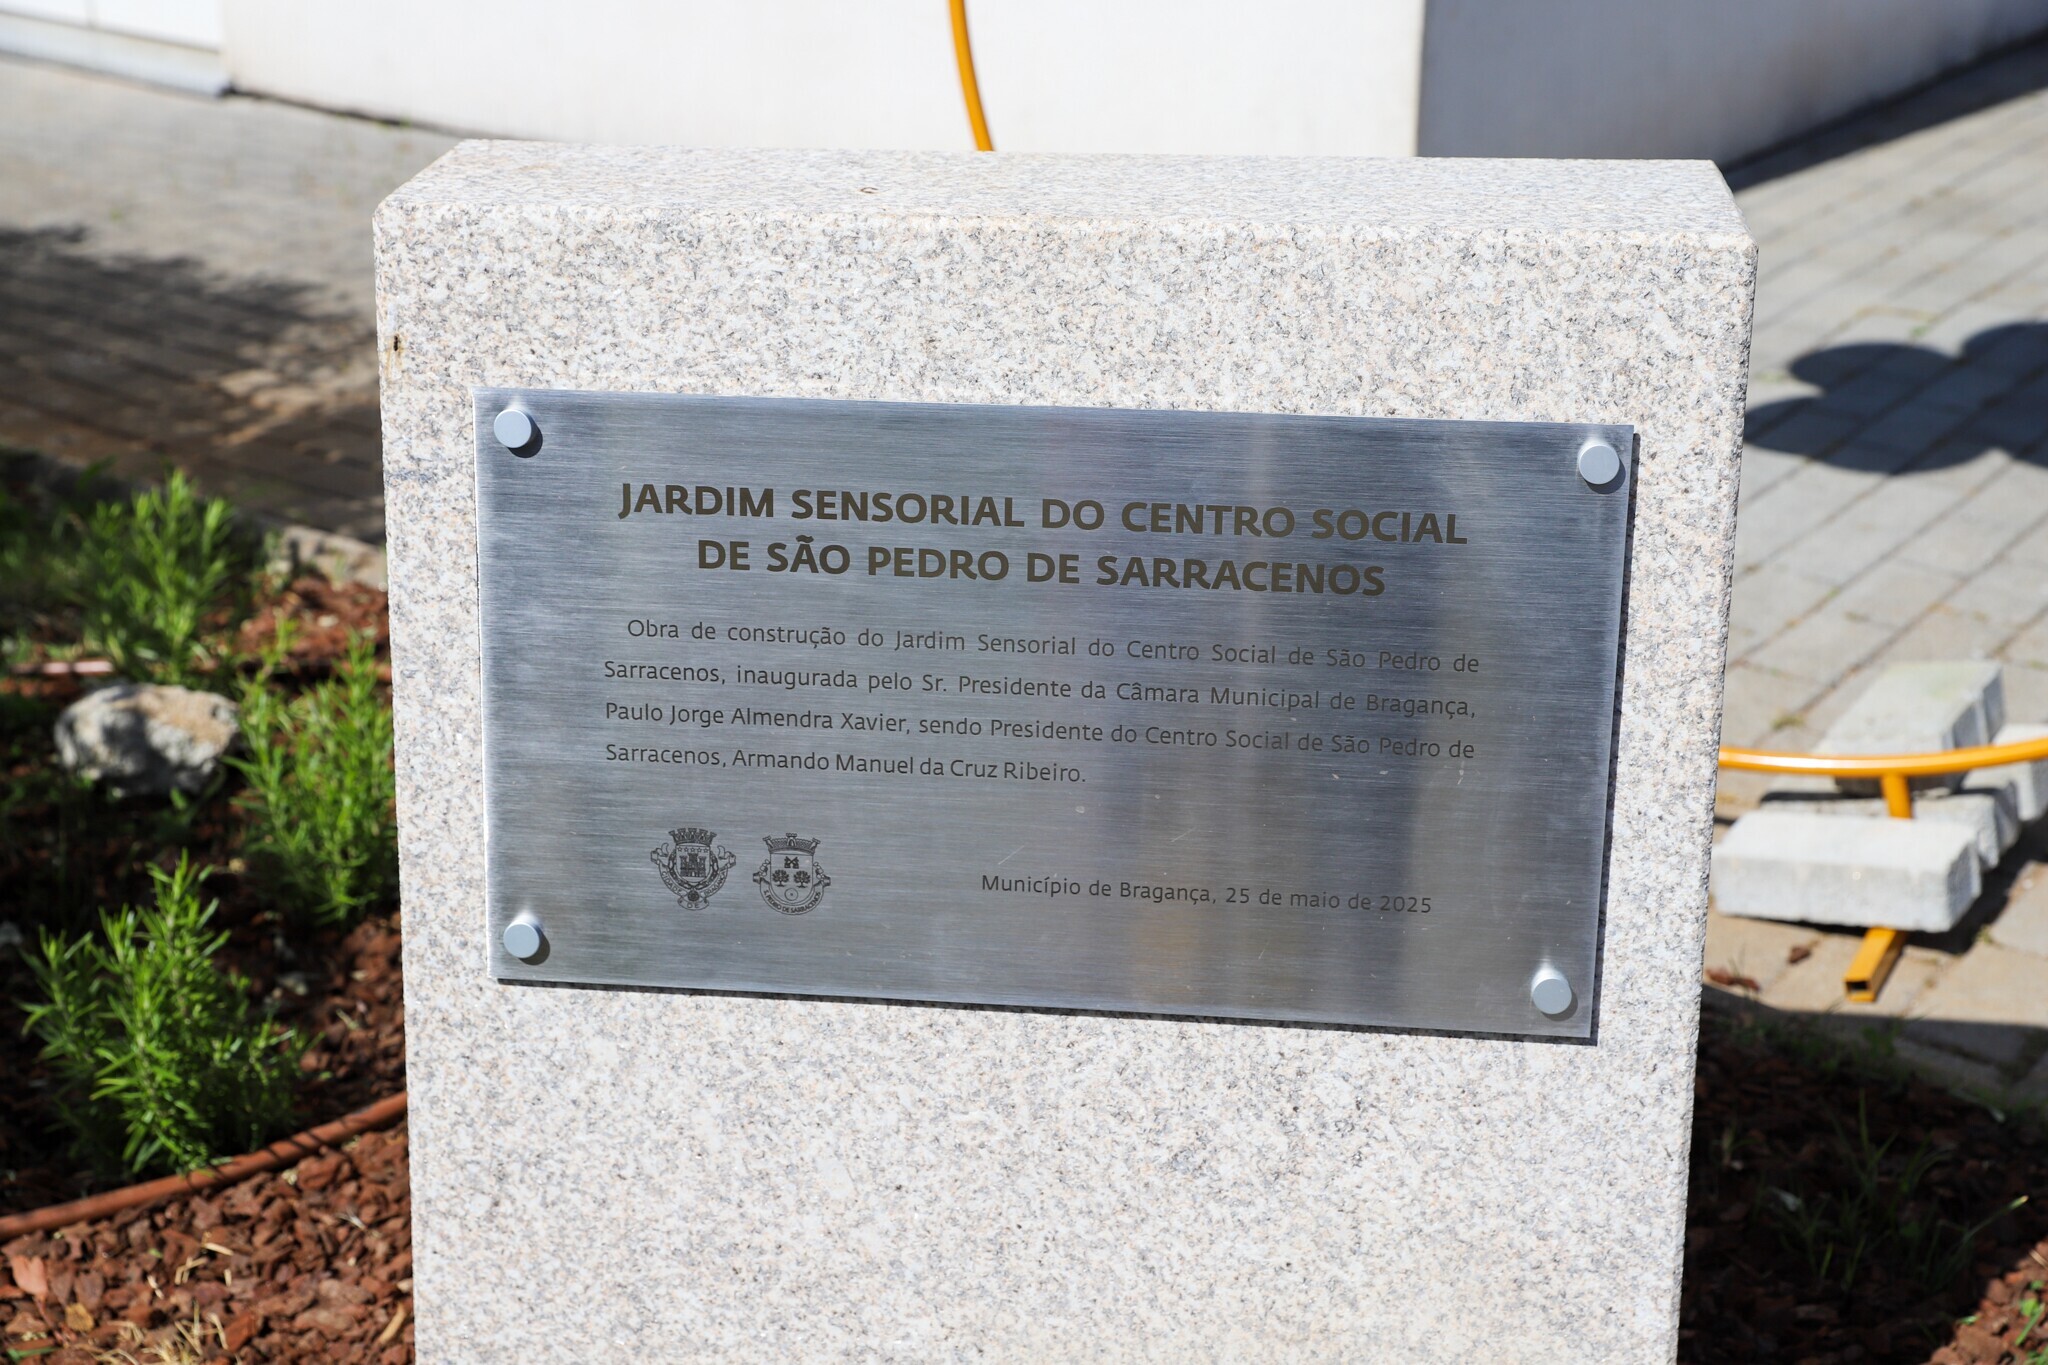 JARDIM SENSORIAL DO CENTRO SOCIAL
DE SÃO PEDRO DE SARRACENOS
Obra de construção do Jardim Sensorial do Centro Social de São Pedro de
Sarracenos, inaugurada pelo Sr. Presidente da Câmara Municipal de Bragança,
Paulo Jorge Almendra Xavier, sendo Presidente do Centro Social de São Pedro de
Sarracenos, Armando Manuel da Cruz Ribeiro.
S. PEDRO DE SARRACENOS
Município de Bragança, 25 de maio de 2025